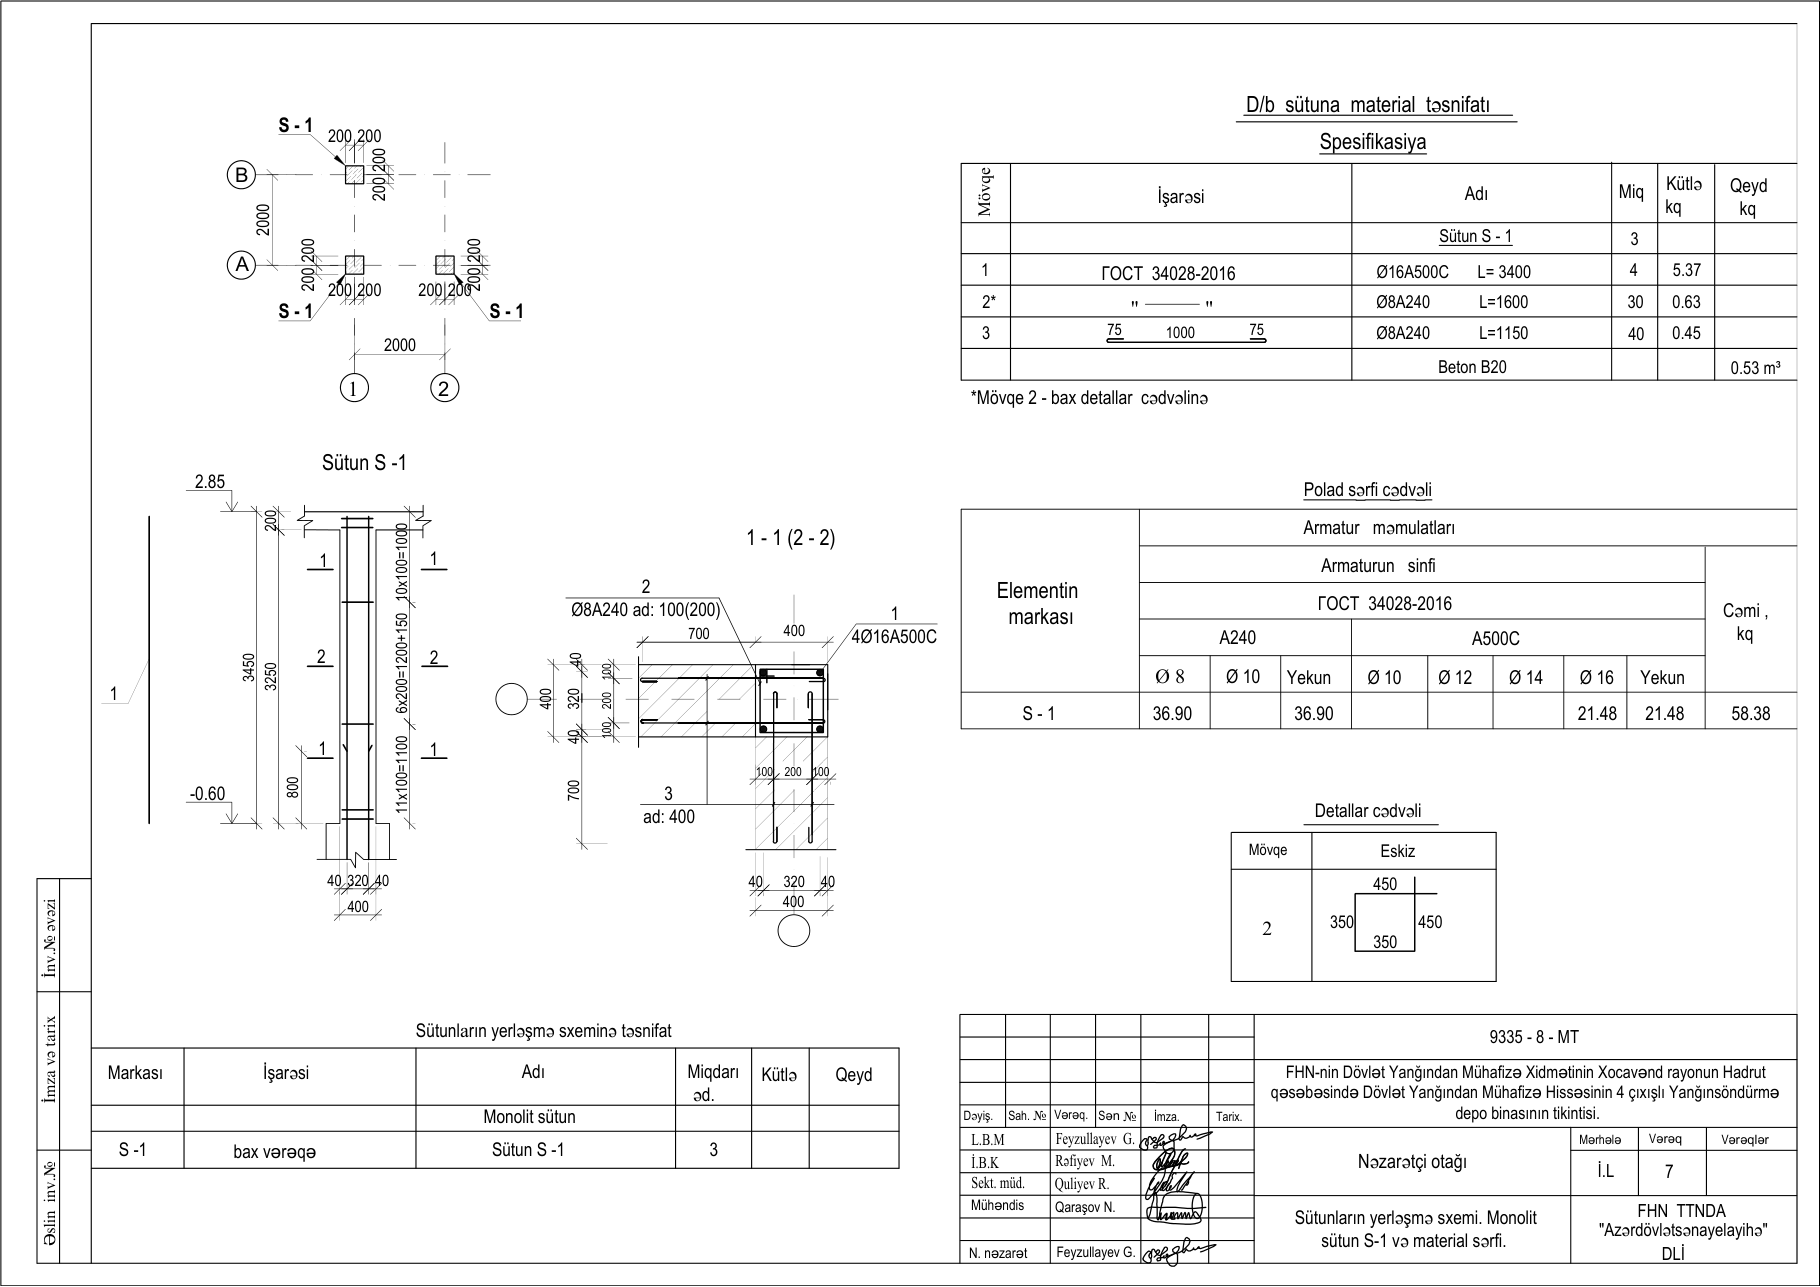 S - 1
200 200
200 200
B
2000
A
200 200
200 200
200 200
200 200
S - 1
S - 1
2000
1 2
Sütun S -1
2.85
200
3450
3250
800
-0.60
1 1
2 2
1 1
10x100=1000
6x200=1200+150
11x100=1100
40 320 40
400
1
1 - 1 (2 - 2)
2
Ø8A240 ad: 100(200)
1
4Ø16A500C
700 400
40
320
40
400
100
200
100
700
100 200 100
3
ad: 400
40 320 40
400
D/b sütuna material təsnifatı
Spesifikasiya
Mövqe İşarəsi Adı Miq Kütlə kq Qeyd kq
Sütun S - 1 3
1 ГОСТ 34028-2016 Ø16A500C L= 3400 4 5.37
2* " ——— " Ø8A240 L=1600 30 0.63
3 75 1000 75 Ø8A240 L=1150 40 0.45
Beton B20 0.53 m³
*Mövqe 2 - bax detallar cədvəlinə
Polad sərfi cədvəli
Elementin markası
Armatur məmulatları
Armaturun sinfi
ГОСТ 34028-2016
Cəmi , kq
A240 A500C
Ø 8 Ø 10 Yekun Ø 10 Ø 12 Ø 14 Ø 16 Yekun
S - 1 36.90 36.90 21.48 21.48 58.38
Detallar cədvəli
Mövqe Eskiz
2
450
350 450
350
Sütunların yerləşmə sxeminə təsnifat
Markası İşarəsi Adı Miqdarı əd. Kütlə Qeyd
Monolit sütun
S -1 bax vərəqə Sütun S -1 3
İnv.№ əvəzi
İmza və tarix
Əslin inv.№
9335 - 8 - MT
FHN-nin Dövlət Yanğından Mühafizə Xidmətinin Xocavənd rayonun Hadrut
qəsəbəsində Dövlət Yanğından Mühafizə Hissəsinin 4 çıxışlı Yanğınsöndürmə
depo binasının tikintisi.
Dəyiş. Sah. № Vərəq. Sən № İmza. Tarix.
L.B.M Feyzullayev G.
İ.B.K Rəfiyev M.
Sekt. müd. Quliyev R.
Mühəndis Qaraşov N.
N. nəzarət Feyzullayev G.
Nəzarətçi otağı
Mərhələ Vərəq Vərəqlər
İ.L 7
Sütunların yerləşmə sxemi. Monolit
sütun S-1 və material sərfi.
FHN TTNDA
"Azərdövlətsənayelayihə"
DLİ